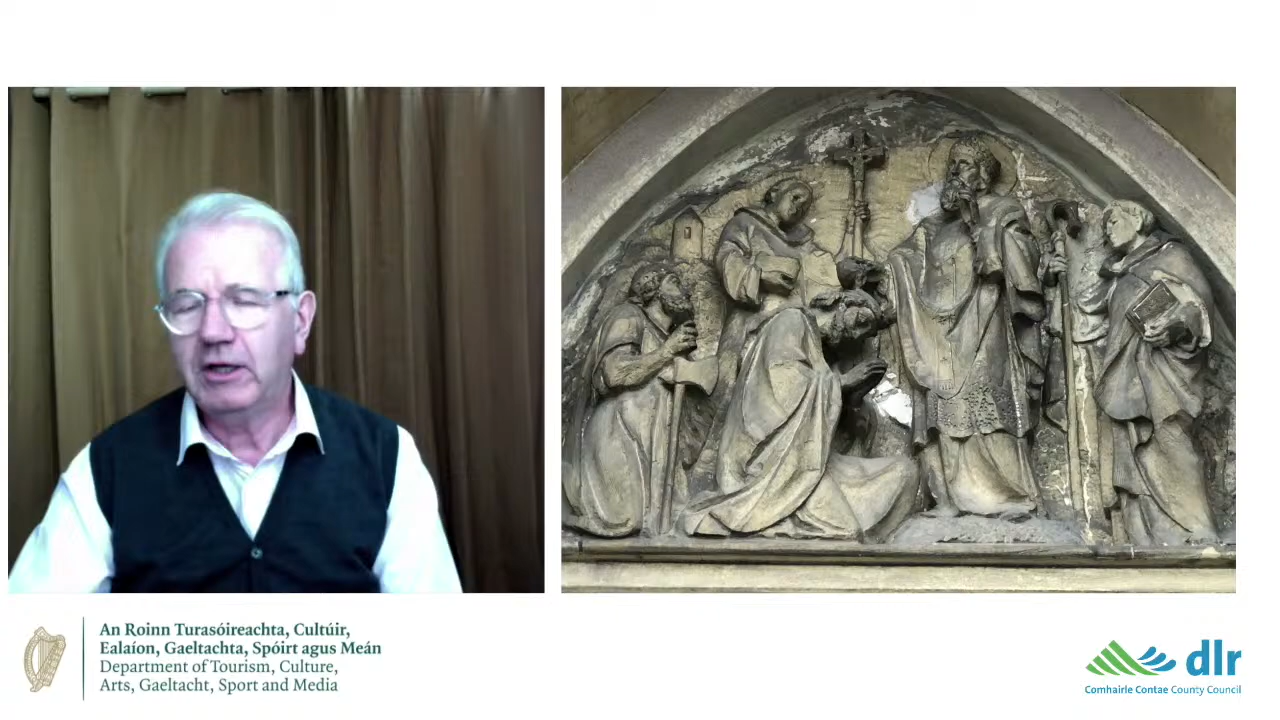 An Roinn Turasóireachta, Cultúir,
Ealaíon, Gaeltachta, Spóirt agus Meán
Department of Tourism, Culture,
Arts, Gaeltacht, Sport and Media
dlr
Comhairle Contae County Council